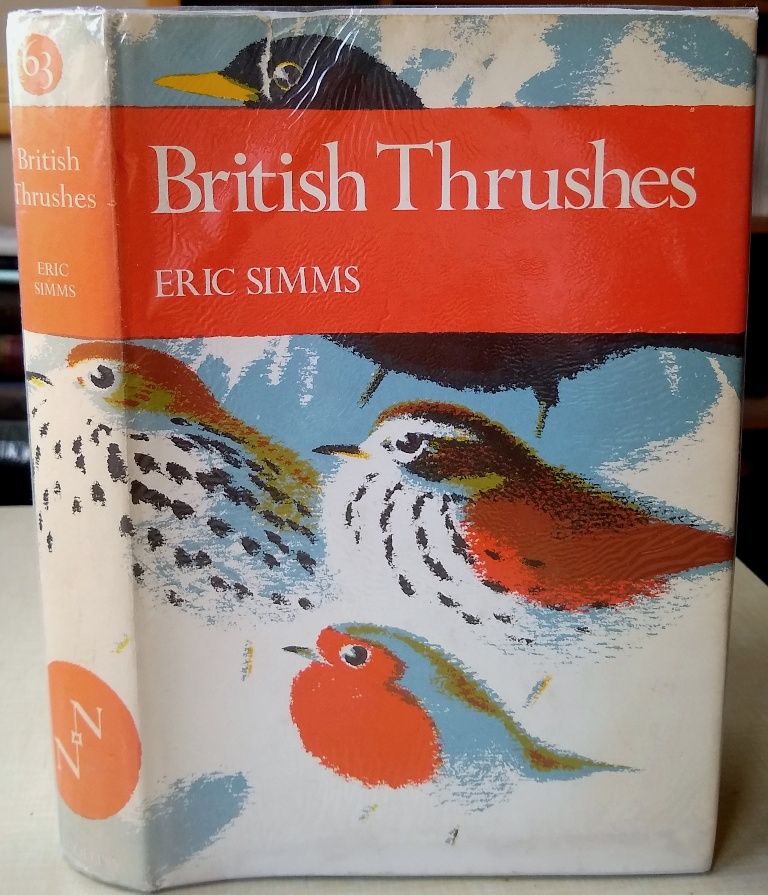 63
British
Thrushes
ERIC
SIMMS
N
N
British Thrushes
ERIC SIMMS